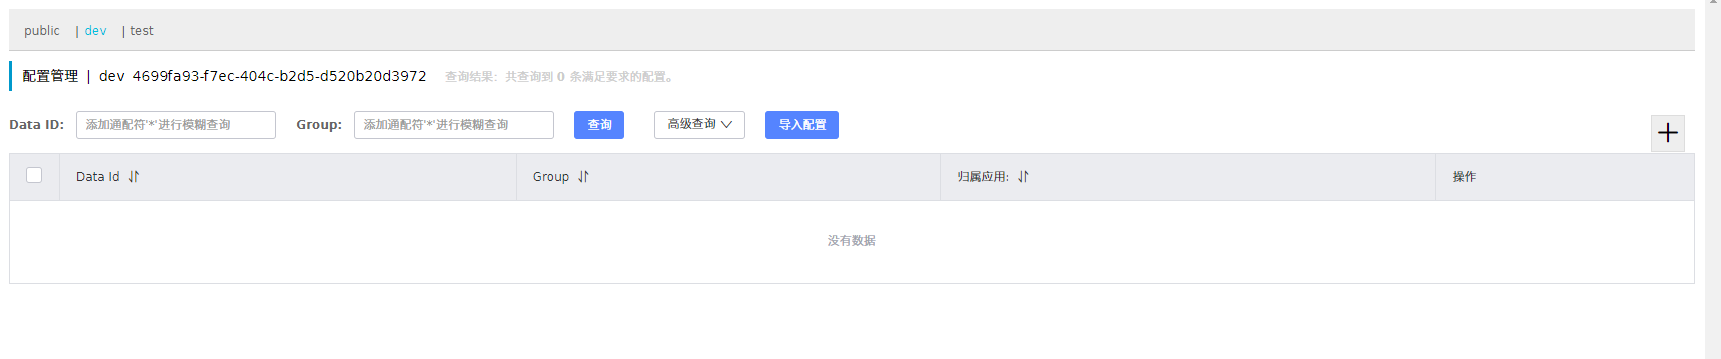 public | dev | test
配置管理 | dev 4699fa93-f7ec-404c-b2d5-d520b20d3972 查询结果：共查询到 0 条满足要求的配置。
Data ID: 添加通配符'*'进行模糊查询 Group: 添加通配符'*'进行模糊查询 查询 高级查询 导入配置
Data Id Group 归属应用: 操作
没有数据